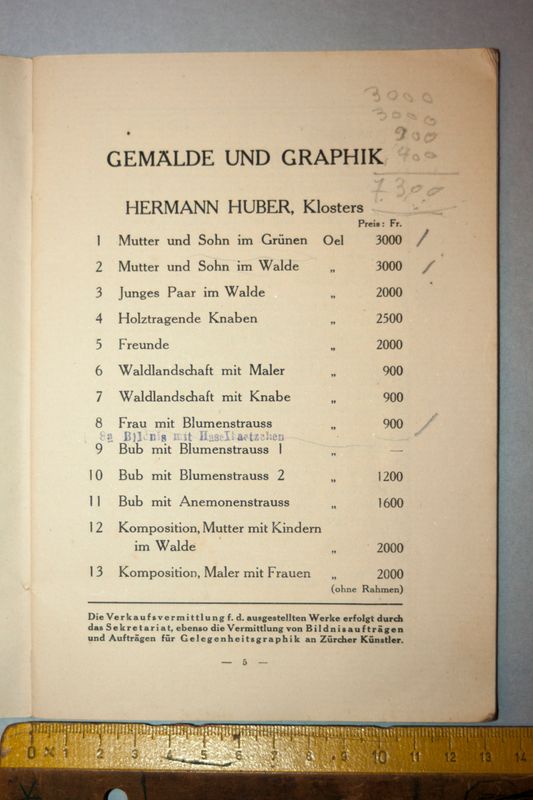 3000
3000
900
400
7300
GEMÄLDE UND GRAPHIK
HERMANN HUBER, Klosters
Preis: Fr.
1 Mutter und Sohn im Grünen Oel 3000 /
2 Mutter und Sohn im Walde „ 3000 /
3 Junges Paar im Walde „ 2000
4 Holztragende Knaben „ 2500
5 Freunde „ 2000
6 Waldlandschaft mit Maler „ 900
7 Waldlandschaft mit Knabe „ 900
8 Frau mit Blumenstrauss „ 900 /
8a Bildnis mit Haselkaetzchen
9 Bub mit Blumenstrauss 1 „ —
10 Bub mit Blumenstrauss 2 „ 1200
11 Bub mit Anemonenstrauss „ 1600
12 Komposition, Mutter mit Kindern
im Walde „ 2000
13 Komposition, Maler mit Frauen „ 2000
(ohne Rahmen)
Die Verkaufsvermittlung f. d. ausgestellten Werke erfolgt durch
das Sekretariat, ebenso die Vermittlung von Bildnisaufträgen
und Aufträgen für Gelegenheitsgraphik an Zürcher Künstler.
— 5 —
0 1 2 3 4 5 6 7 8 9 10 11 12 13 14